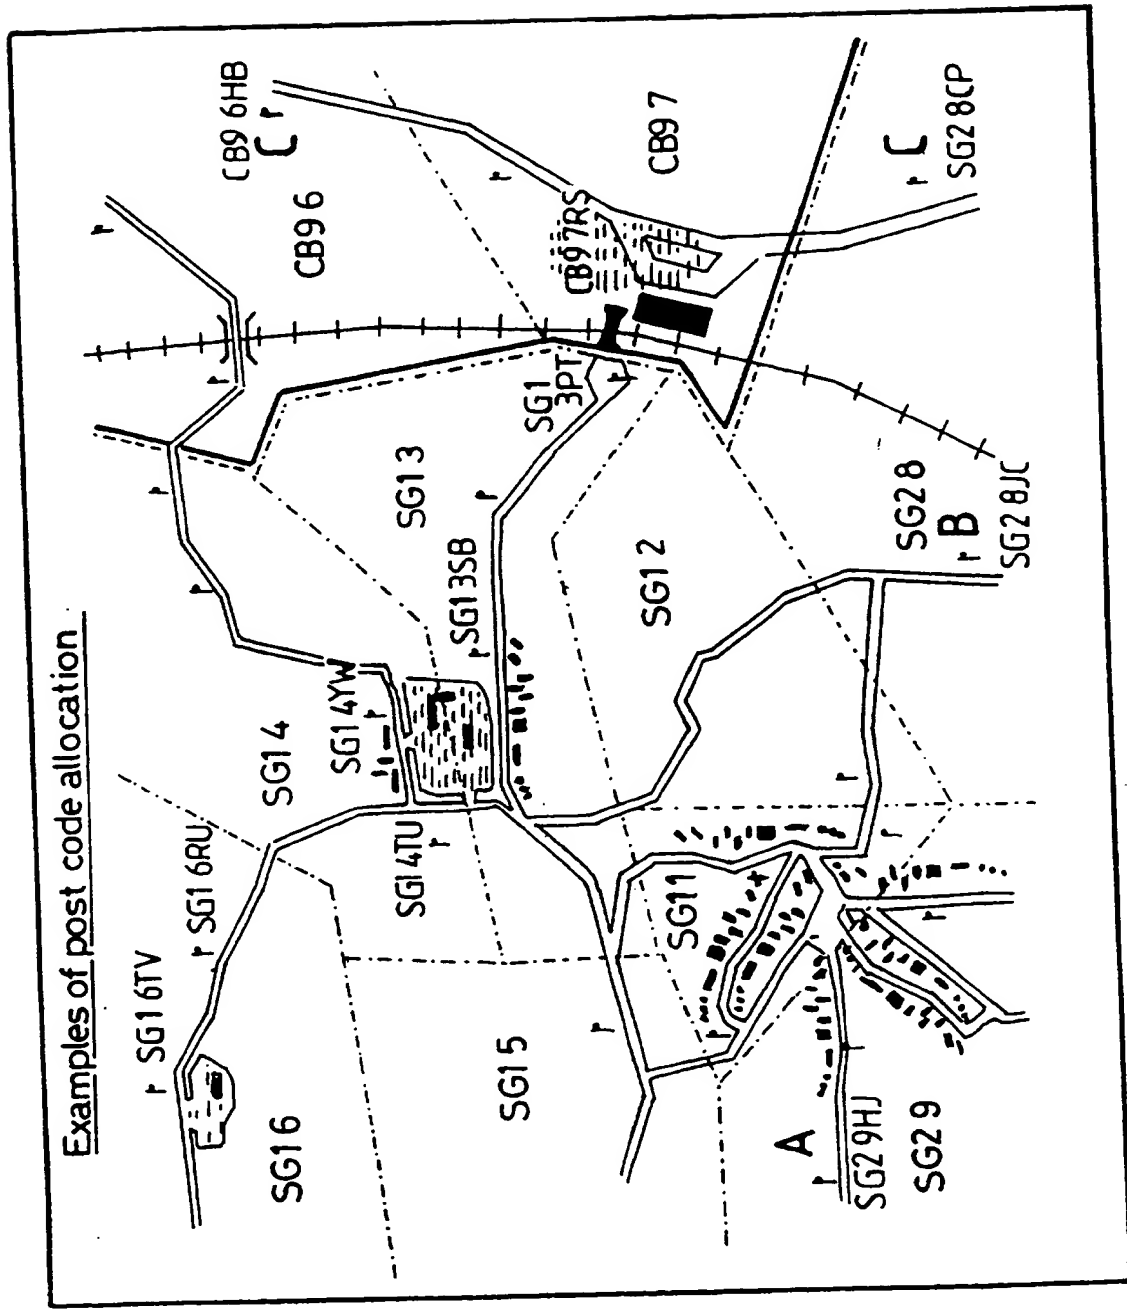 Examples of post code allocation
SG1 6TV
SG1 6RU
CB9 6HB
C
SG1 4
SG1 6
CB9 6
SG1 4YW
SG1 4TU
SG1 3
SG1 3SB
SG1 5
SG1
3PT
CB9 7RS
SG1 2
CB9 7
SG1 1
A
SG2 9HJ
SG2 9
C
SG2 8CP
SG2 8
B
SG2 8JC